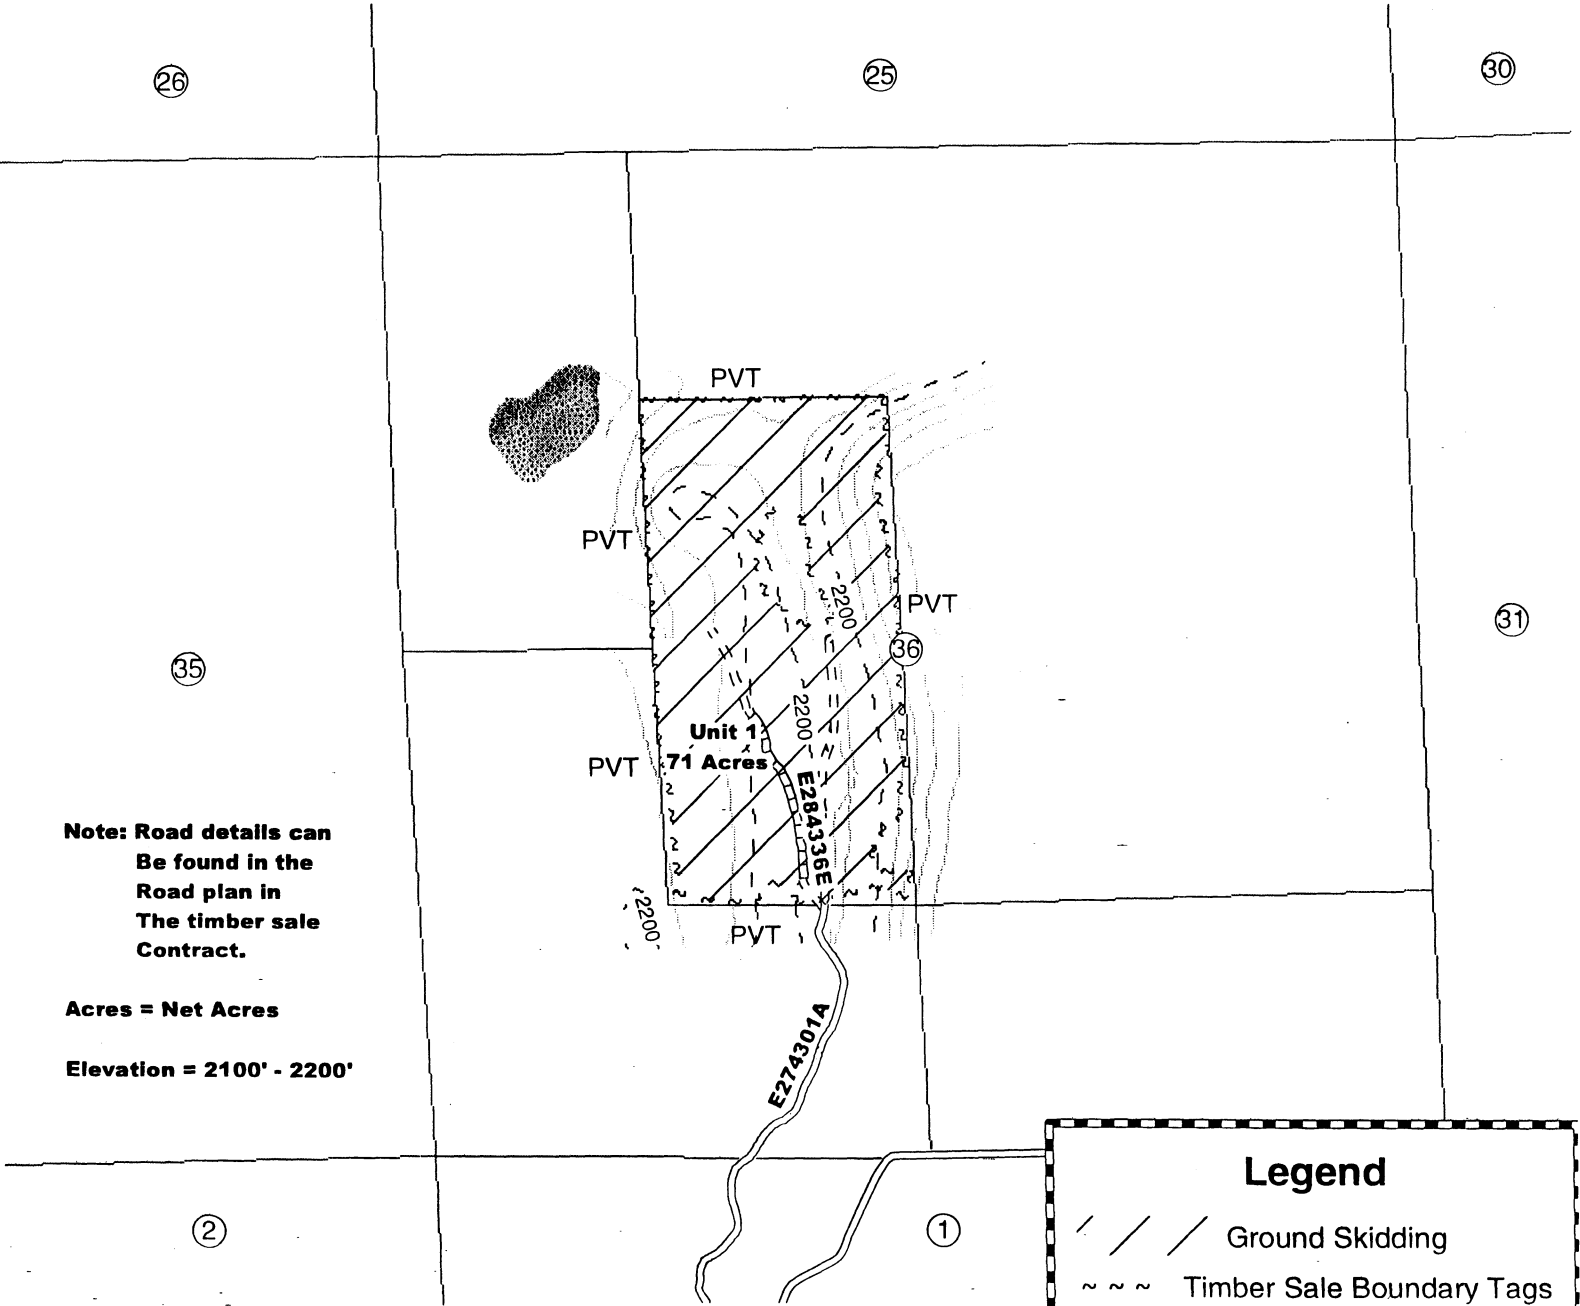 26
25
30
PVT
PVT
2200
PVT
36
31
35
2200
Unit 1
71 Acres
PVT
E284336E
Note: Road details can
Be found in the
Road plan in
The timber sale
Contract.
2200
PVT
Acres = Net Acres
E274301A
Elevation = 2100' - 2200'
Legend
2
1
Ground Skidding
Timber Sale Boundary Tags